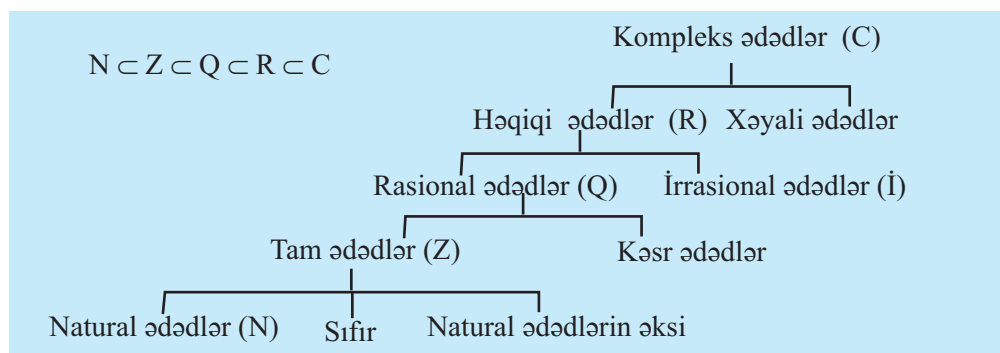 Kompleks ədədlər (C)
N ⊂ Z ⊂ Q ⊂ R ⊂ C
Həqiqi ədədlər (R) Xəyali ədədlər
Rasional ədədlər (Q) İrrasional ədədlər (İ)
Tam ədədlər (Z) Kəsr ədədlər
Natural ədədlər (N) Sıfır Natural ədədlərin əksi